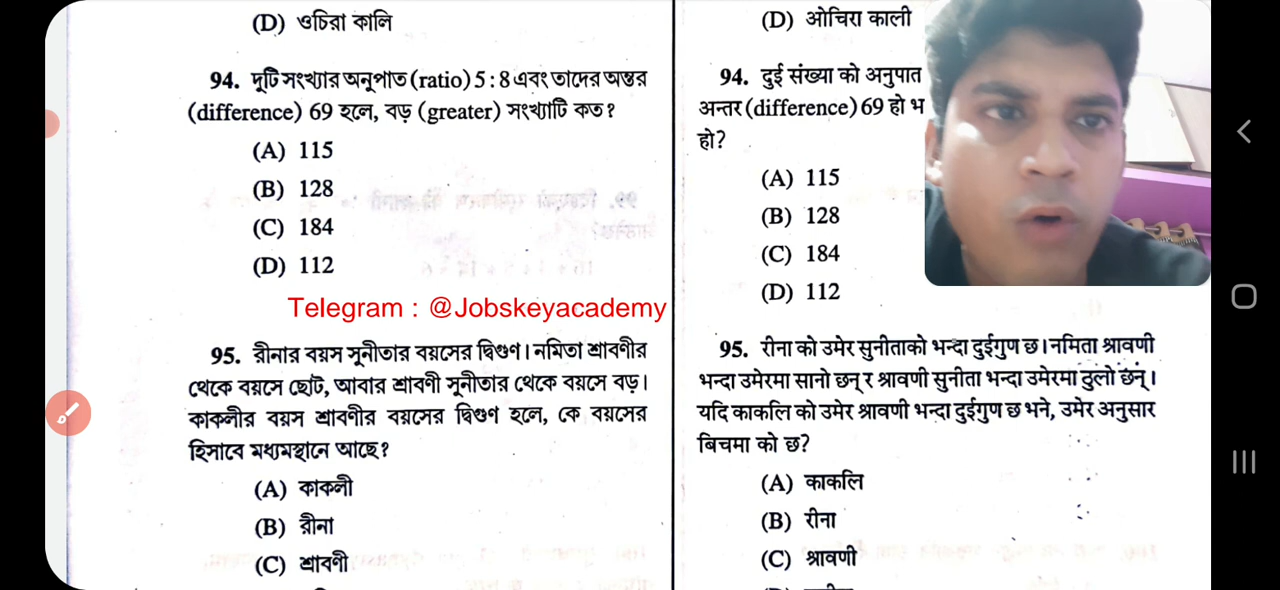 (D) ওচিরা কালি
94. দুটি সংখ্যার অনুপাত (ratio) 5 : 8 এবং তাদের অন্তর
(difference) 69 হলে, বড় (greater) সংখ্যাটি কত ?
(A) 115
(B) 128
(C) 184
(D) 112
Telegram : @Jobskeyacademy
95. রীনার বয়স সুনীতার বয়সের দ্বিগুণ। নমিতা শ্রাবণীর
থেকে বয়সে ছোট, আবার শ্রাবণী সুনীতার থেকে বয়সে বড়।
কাকলীর বয়স শ্রাবণীর বয়সের দ্বিগুণ হলে, কে বয়সের
হিসাবে মধ্যমস্থানে আছে ?
(A) কাকলী
(B) রীনা
(C) শ্রাবণী
(D) ओचिरा काली
94. दुई संख्या को अनुपात
अन्तर (difference) 69 हो भ
हो?
(A) 115
(B) 128
(C) 184
(D) 112
95. रीना को उमेर सुनीताको भन्दा दुईगुण छ। नमिता श्रावणी
भन्दा उमेरमा सानो छन् र श्रावणी सुनीता भन्दा उमेरमा ठुलो छन्।
यदि काकलि को उमेर श्रावणी भन्दा दुईगुण छ भने, उमेर अनुसार
बिचमा को छ?
(A) काकलि
(B) रीना
(C) श्रावणी